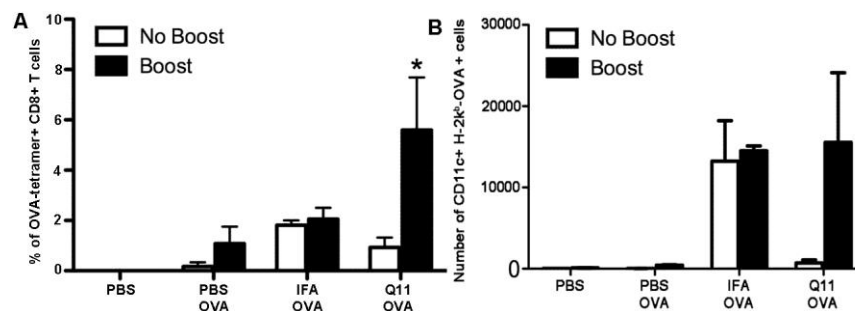 A
% of OVA-tetramer+ CD8+ T cells
10
8
6
4
2
0
No Boost
Boost
*
PBS
PBS
OVA
IFA
OVA
Q11
OVA
B
Number of CD11c+ H-2kᵇ-OVA + cells
30000
20000
10000
0
No Boost
Boost
PBS
PBS
OVA
IFA
OVA
Q11
OVA